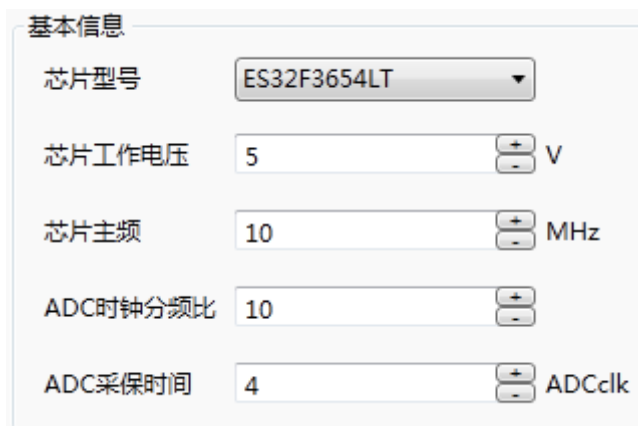 基本信息
芯片型号 ES32F3654LT
芯片工作电压 5 + - V
芯片主频 10 + - MHz
ADC时钟分频比 10 + -
ADC采保时间 4 + - ADCclk